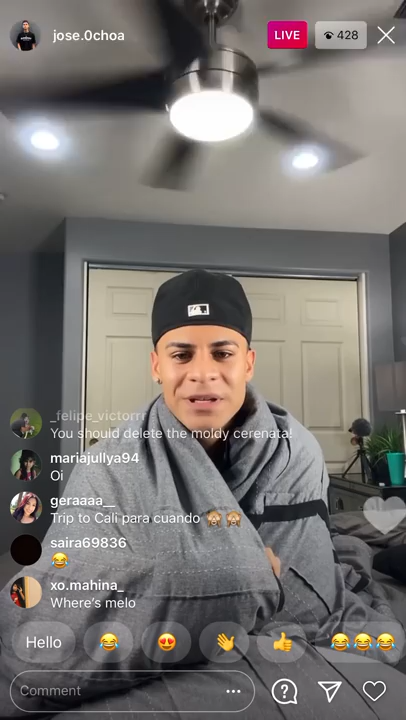 jose.0choa
LIVE
428
_felipe_victorrr
You should delete the moldy cerenata!
mariajullya94
Oi
geraaaa__
Trip to Cali para cuando 🙈🙈
saira69836
😂
xo.mahina_
Where's melo
Hello 😂 😍 👋 👍 😂😂😂
Comment